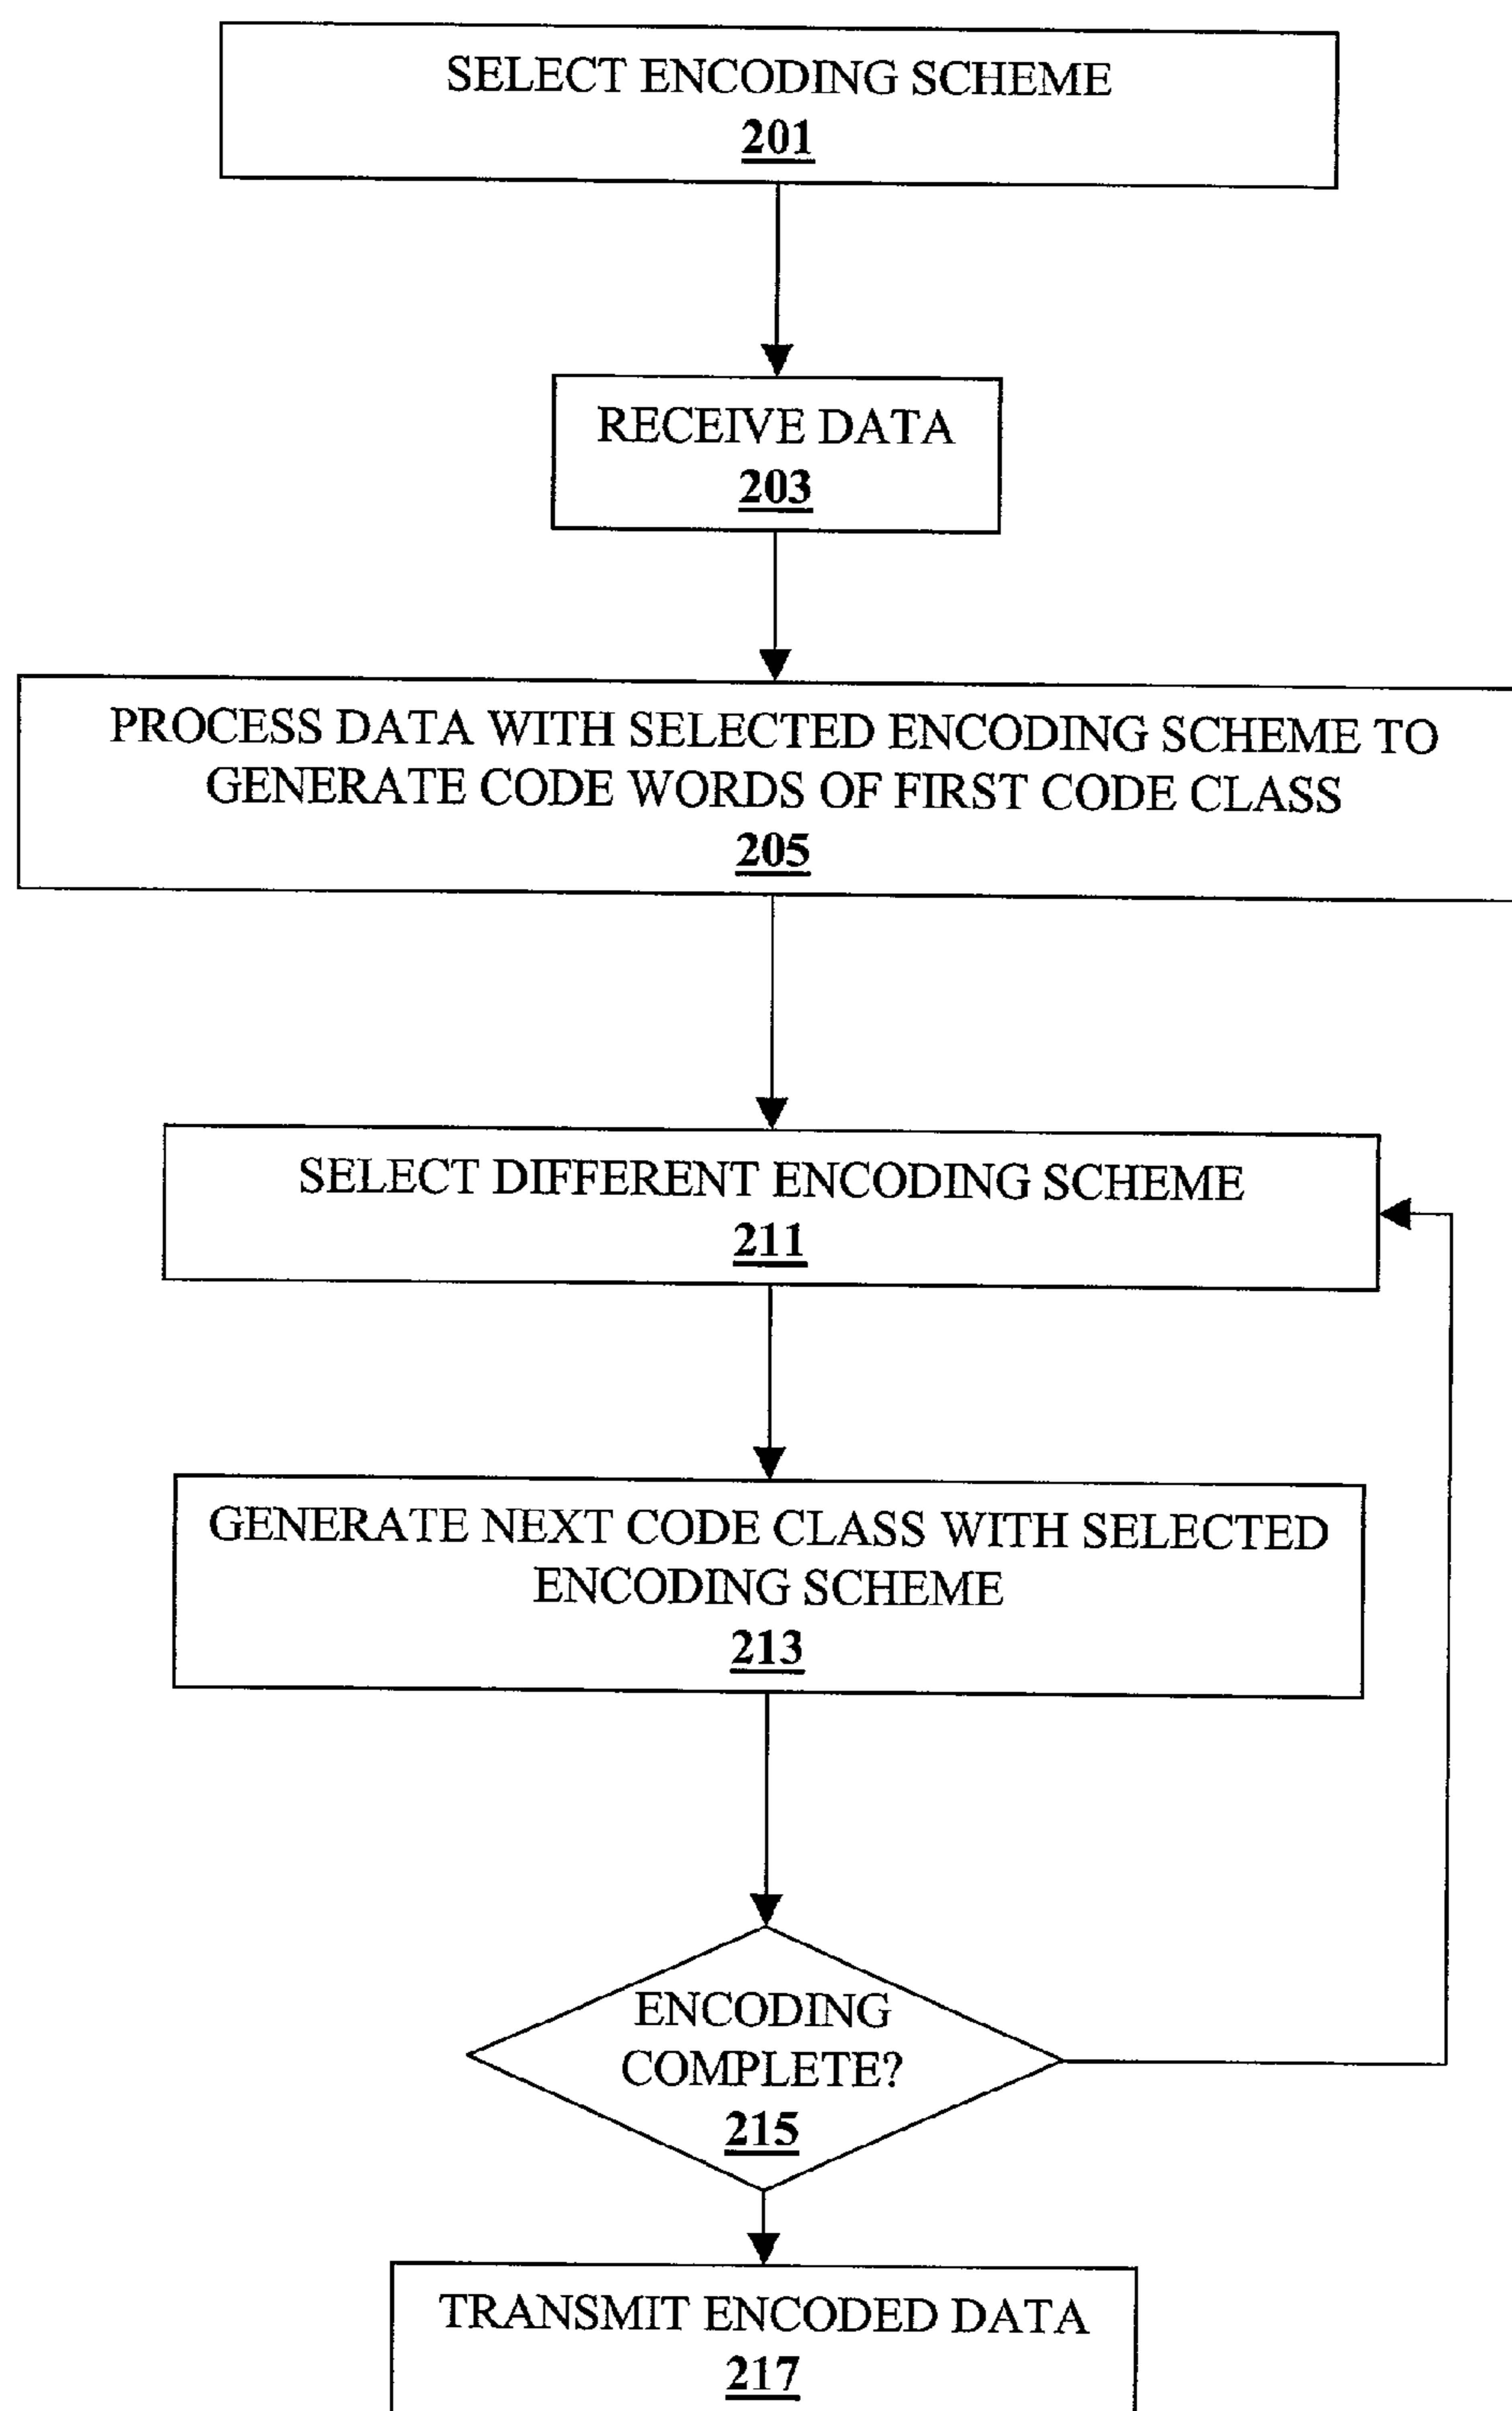 SELECT ENCODING SCHEME
201
RECEIVE DATA
203
PROCESS DATA WITH SELECTED ENCODING SCHEME TO
GENERATE CODE WORDS OF FIRST CODE CLASS
205
SELECT DIFFERENT ENCODING SCHEME
211
GENERATE NEXT CODE CLASS WITH SELECTED
ENCODING SCHEME
213
ENCODING
COMPLETE?
215
TRANSMIT ENCODED DATA
217